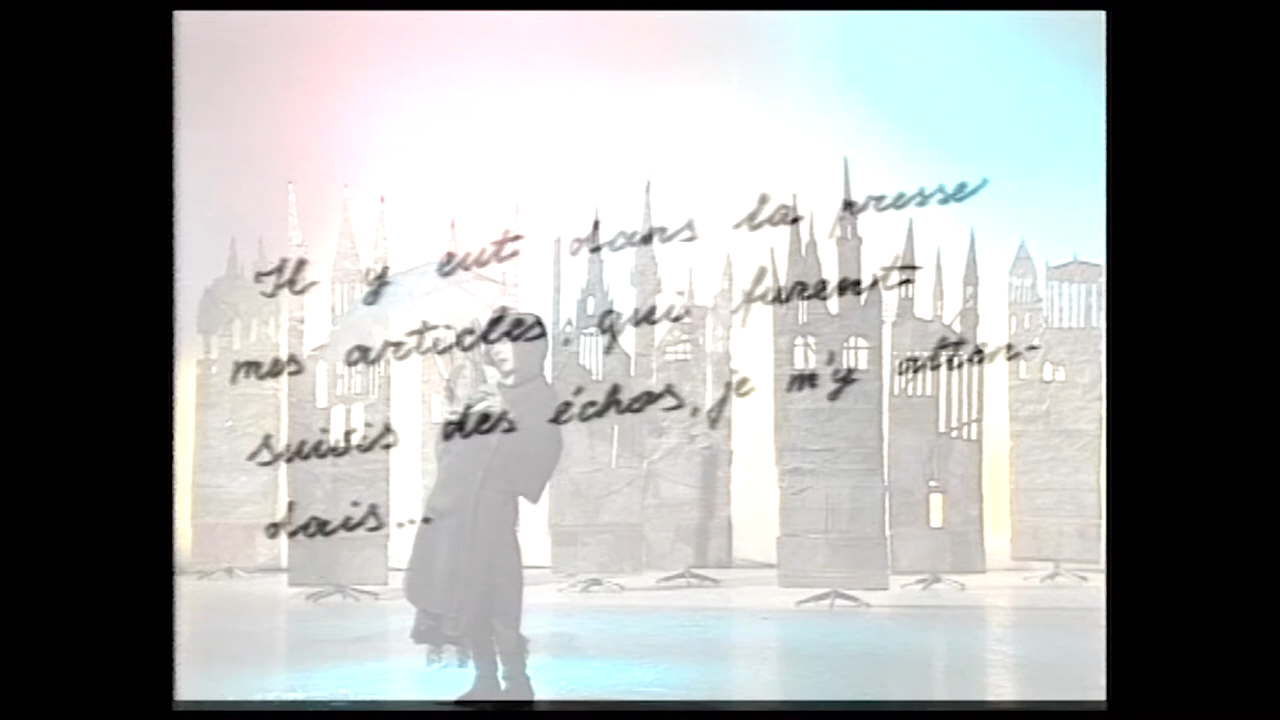 Il y eut dans la presse
mes articles, qui furent
suivis des échos, je m'y atten-
dais...